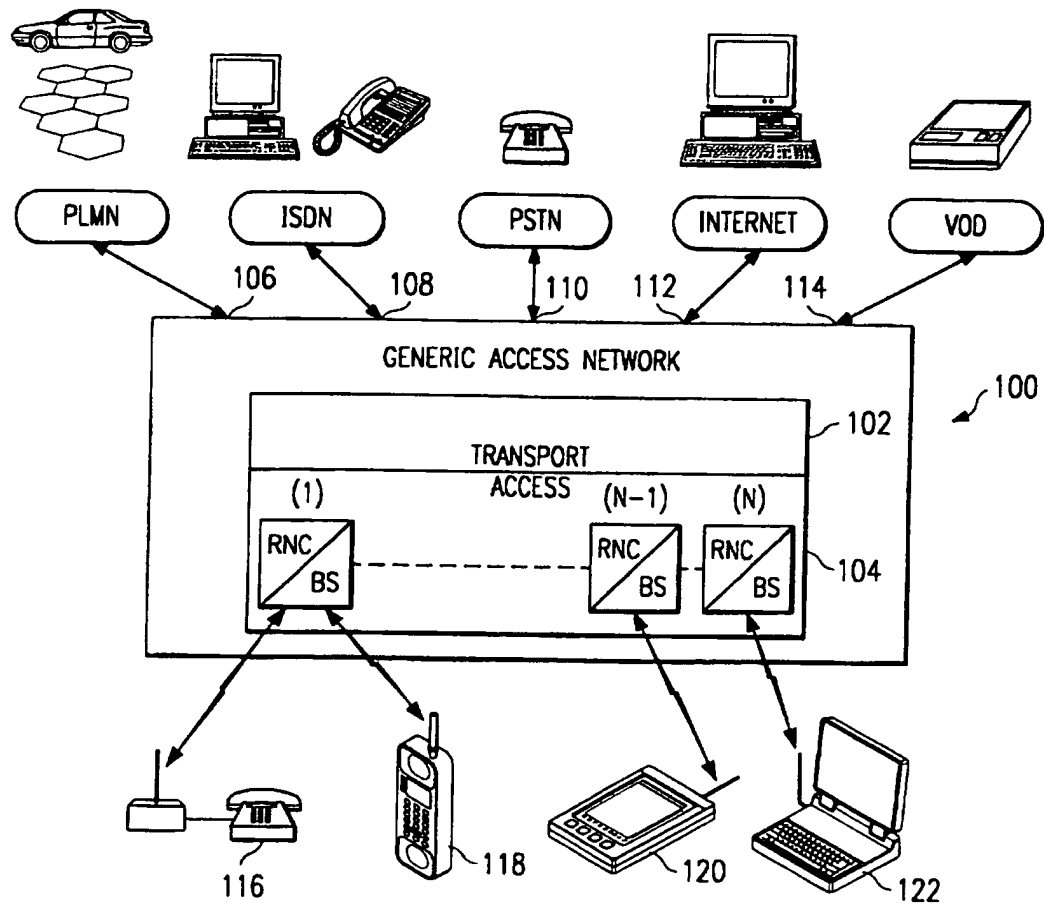 PLMN
ISDN
PSTN
INTERNET
VOD
106
108
110
112
114
GENERIC ACCESS NETWORK
100
102
TRANSPORT
ACCESS
(1)
(N-1)
(N)
RNC
BS
RNC
BS
RNC
BS
104
116
118
120
122